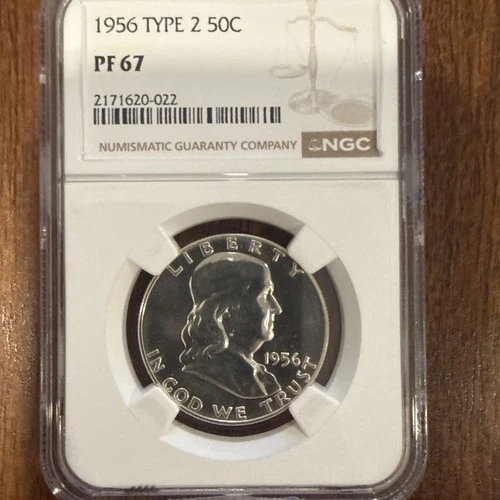 1956 TYPE 2 50C
PF 67
2171620-022
NUMISMATIC GUARANTY COMPANY
NGC
LIBERTY
1956
IN GOD WE TRUST